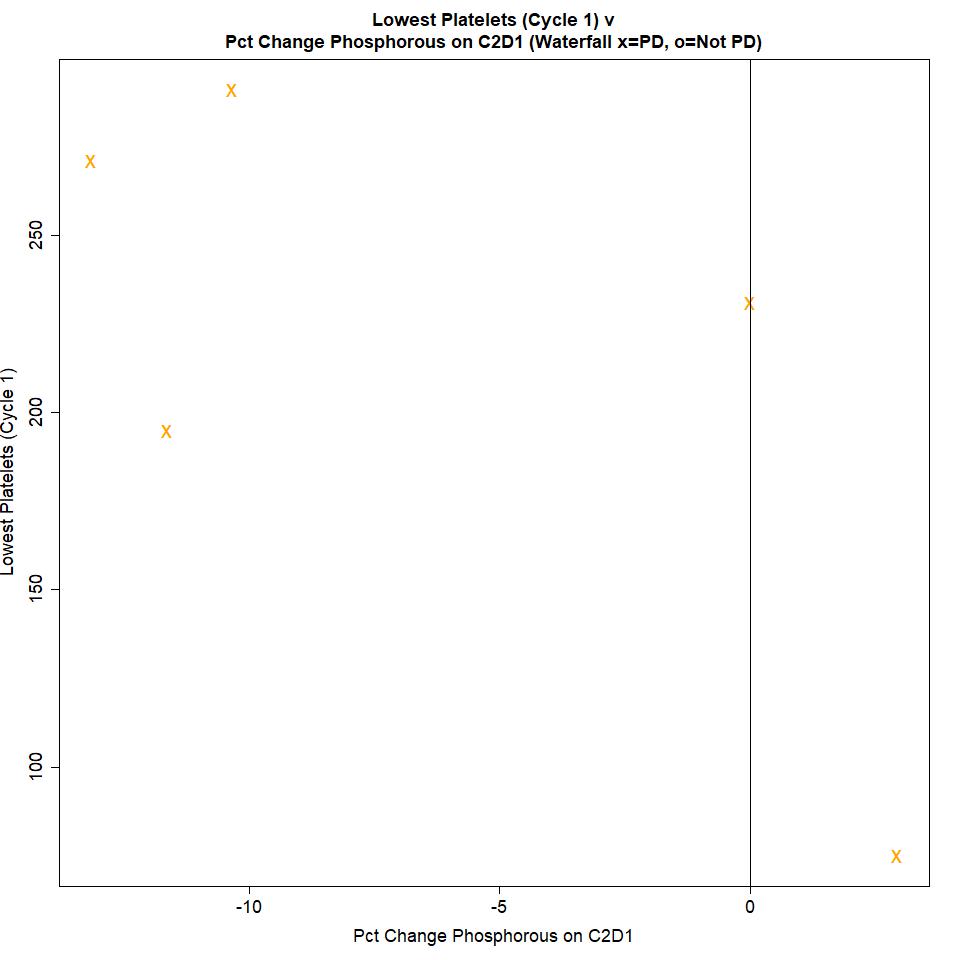 Lowest Platelets (Cycle 1) v
Pct Change Phosphorous on C2D1 (Waterfall x=PD, o=Not PD)
Lowest Platelets (Cycle 1)
250
200
150
100
X
X
X
X
X
-10
-5
0
Pct Change Phosphorous on C2D1